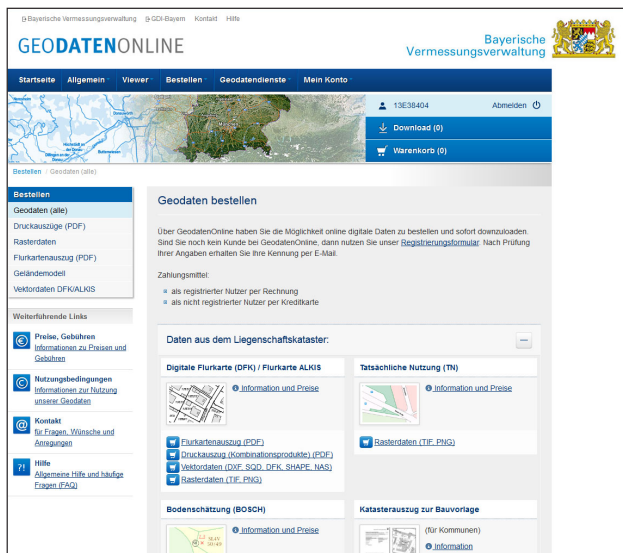 Bayerische Vermessungsverwaltung GDI-Bayern Kontakt Hilfe
GEODATENONLINE
Bayerische
Vermessungsverwaltung
Startseite Allgemein Viewer Bestellen Geodatendienste Mein Konto
13E38404 Abmelden
Download (0)
Warenkorb (0)
Bestellen / Geodaten (alle)
Bestellen
Geodaten (alle)
Druckauszüge (PDF)
Rasterdaten
Flurkartenauszug (PDF)
Geländemodell
Vektordaten DFK/ALKIS
Weiterführende Links
Preise, Gebühren
Informationen zu Preisen und
Gebühren
Nutzungsbedingungen
Informationen zur Nutzung
unserer Geodaten
Kontakt
für Fragen, Wünsche und
Anregungen
Hilfe
Allgemeine Hilfe und häufige
Fragen (FAQ)
Geodaten bestellen
Über GeodatenOnline haben Sie die Möglichkeit online digitale Daten zu bestellen und sofort downzuloaden.
Sind Sie noch kein Kunde bei GeodatenOnline, dann nutzen Sie unser Registrierungsformular. Nach Prüfung
Ihrer Angaben erhalten Sie Ihre Kennung per E-Mail.
Zahlungsmittel:
als registrierter Nutzer per Rechnung
als nicht registrierter Nutzer per Kreditkarte
Daten aus dem Liegenschaftskataster:
Digitale Flurkarte (DFK) / Flurkarte ALKIS
Information und Preise
Flurkartenauszug (PDF)
Druckauszug (Kombinationsprodukte) (PDF)
Vektordaten (DXF, SQD, DFK, SHAPE, NAS)
Rasterdaten (TIF, PNG)
Tatsächliche Nutzung (TN)
Information und Preise
Rasterdaten (TIF, PNG)
Bodenschätzung (BOSCH)
Information und Preise
Katasterauszug zur Bauvorlage
(für Kommunen)
Information